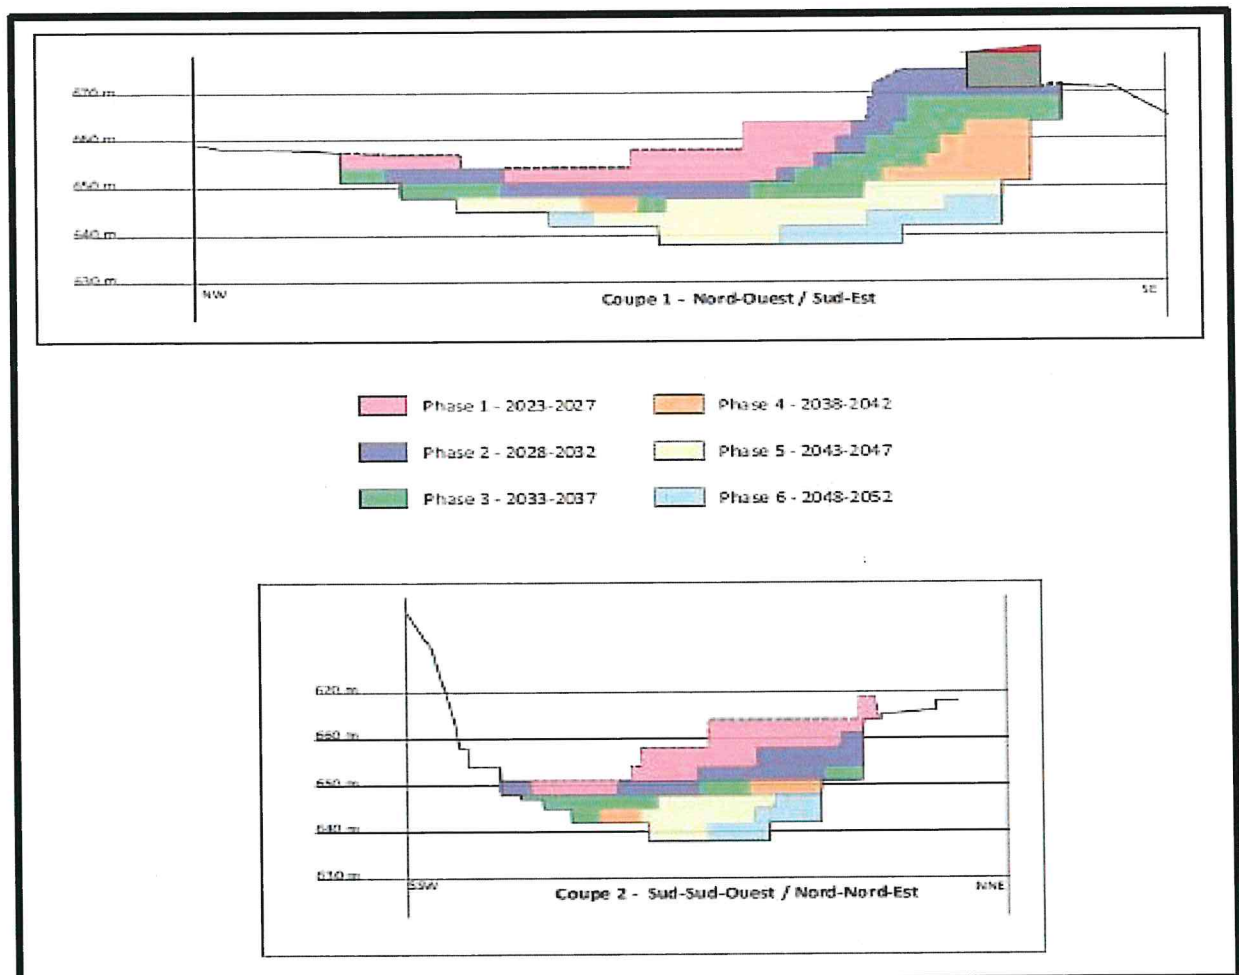 670 m
660 m
650 m
640 m
630 m
NW
SE
Coupe 1 - Nord-Ouest / Sud-Est
Phase 1 - 2023-2027
Phase 4 - 2038-2042
Phase 2 - 2028-2032
Phase 5 - 2043-2047
Phase 3 - 2033-2037
Phase 6 - 2048-2052
670 m
660 m
650 m
640 m
630 m
SSW
NNE
Coupe 2 - Sud-Sud-Ouest / Nord-Nord-Est